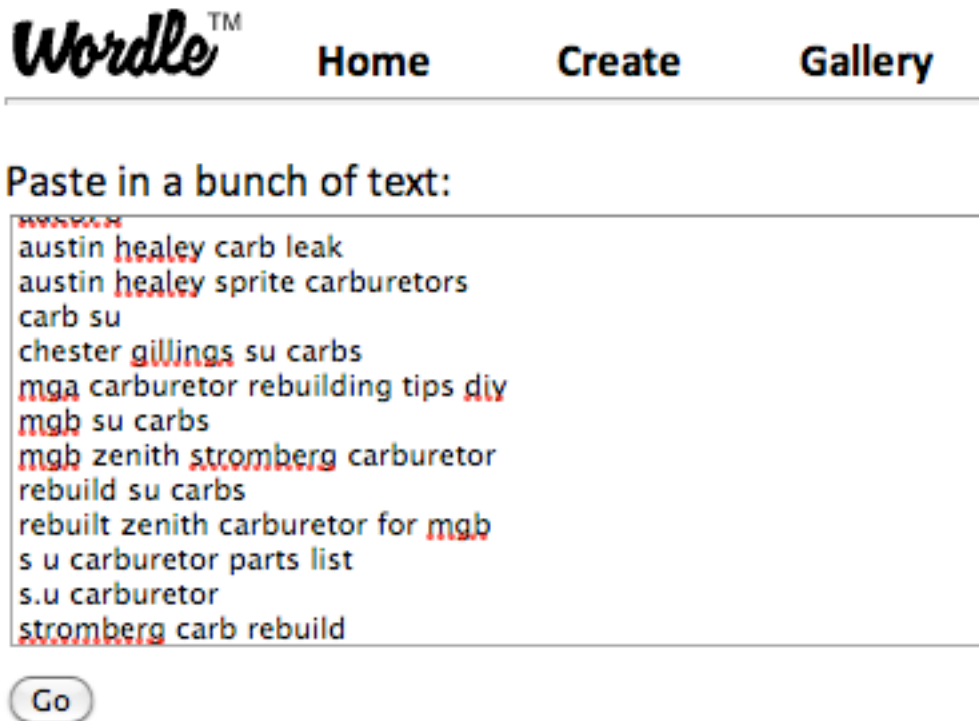 Wordle™ Home Create Gallery
Paste in a bunch of text:
austin healey carb leak
austin healey sprite carburetors
carb su
chester gillings su carbs
mga carburetor rebuilding tips diy
mgb su carbs
mgb zenith stromberg carburetor
rebuild su carbs
rebuilt zenith carburetor for mgb
s u carburetor parts list
s.u carburetor
stromberg carb rebuild
Go